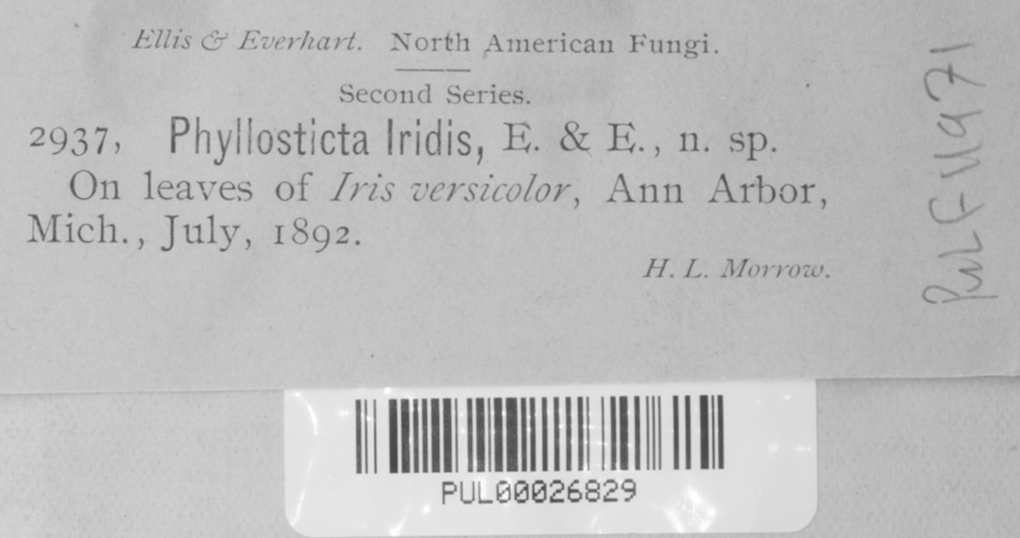 Ellis & Everhart. North American Fungi.
Second Series.
2937, Phyllosticta Iridis, E. & E., n. sp.
On leaves of Iris versicolor, Ann Arbor,
Mich., July, 1892.
H. L. Morrow.
PUL F 11971
PUL00026829